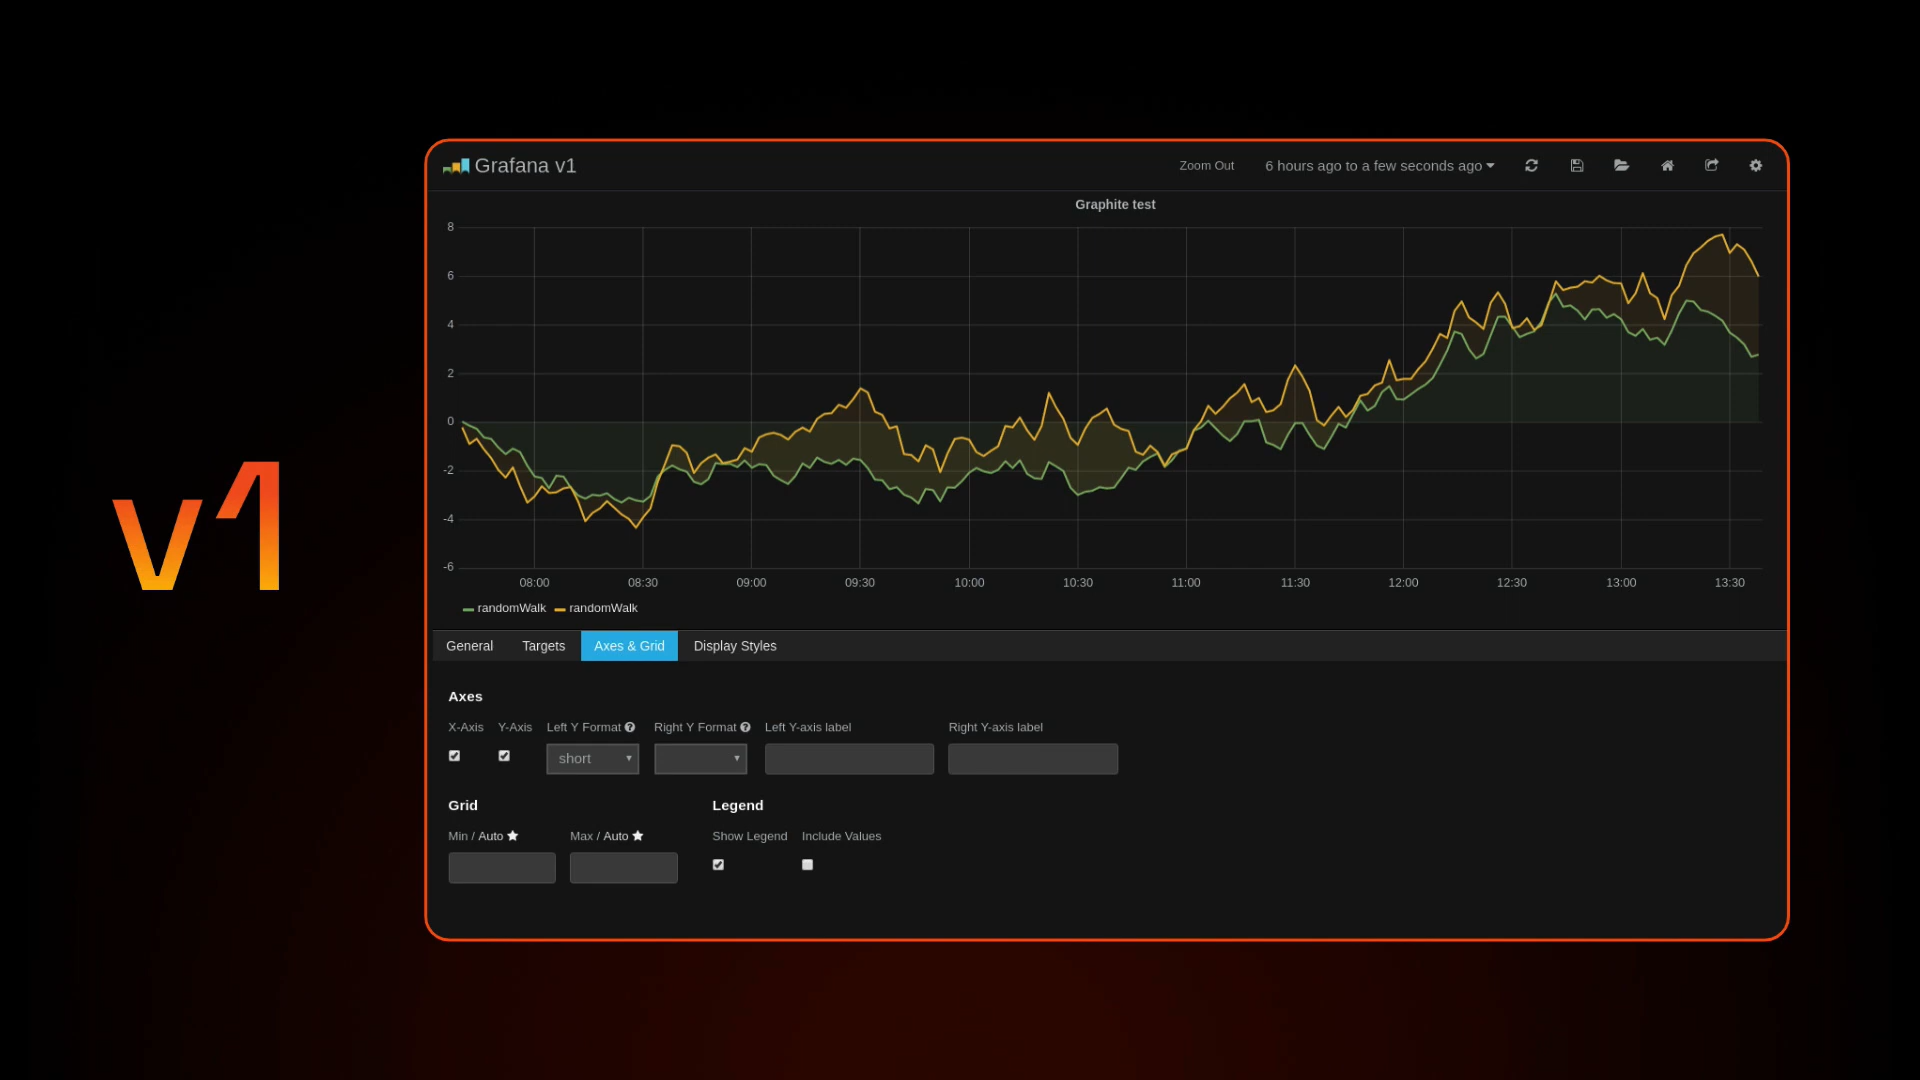 v1
Grafana v1
Zoom Out
6 hours ago to a few seconds ago
Graphite test
8
6
4
2
0
-2
-4
-6
08:00 08:30 09:00 09:30 10:00 10:30 11:00 11:30 12:00 12:30 13:00 13:30
randomWalk randomWalk
General Targets Axes & Grid Display Styles
Axes
X-Axis Y-Axis Left Y Format Right Y Format Left Y-axis label Right Y-axis label
short
Grid Legend
Min / Auto Max / Auto Show Legend Include Values